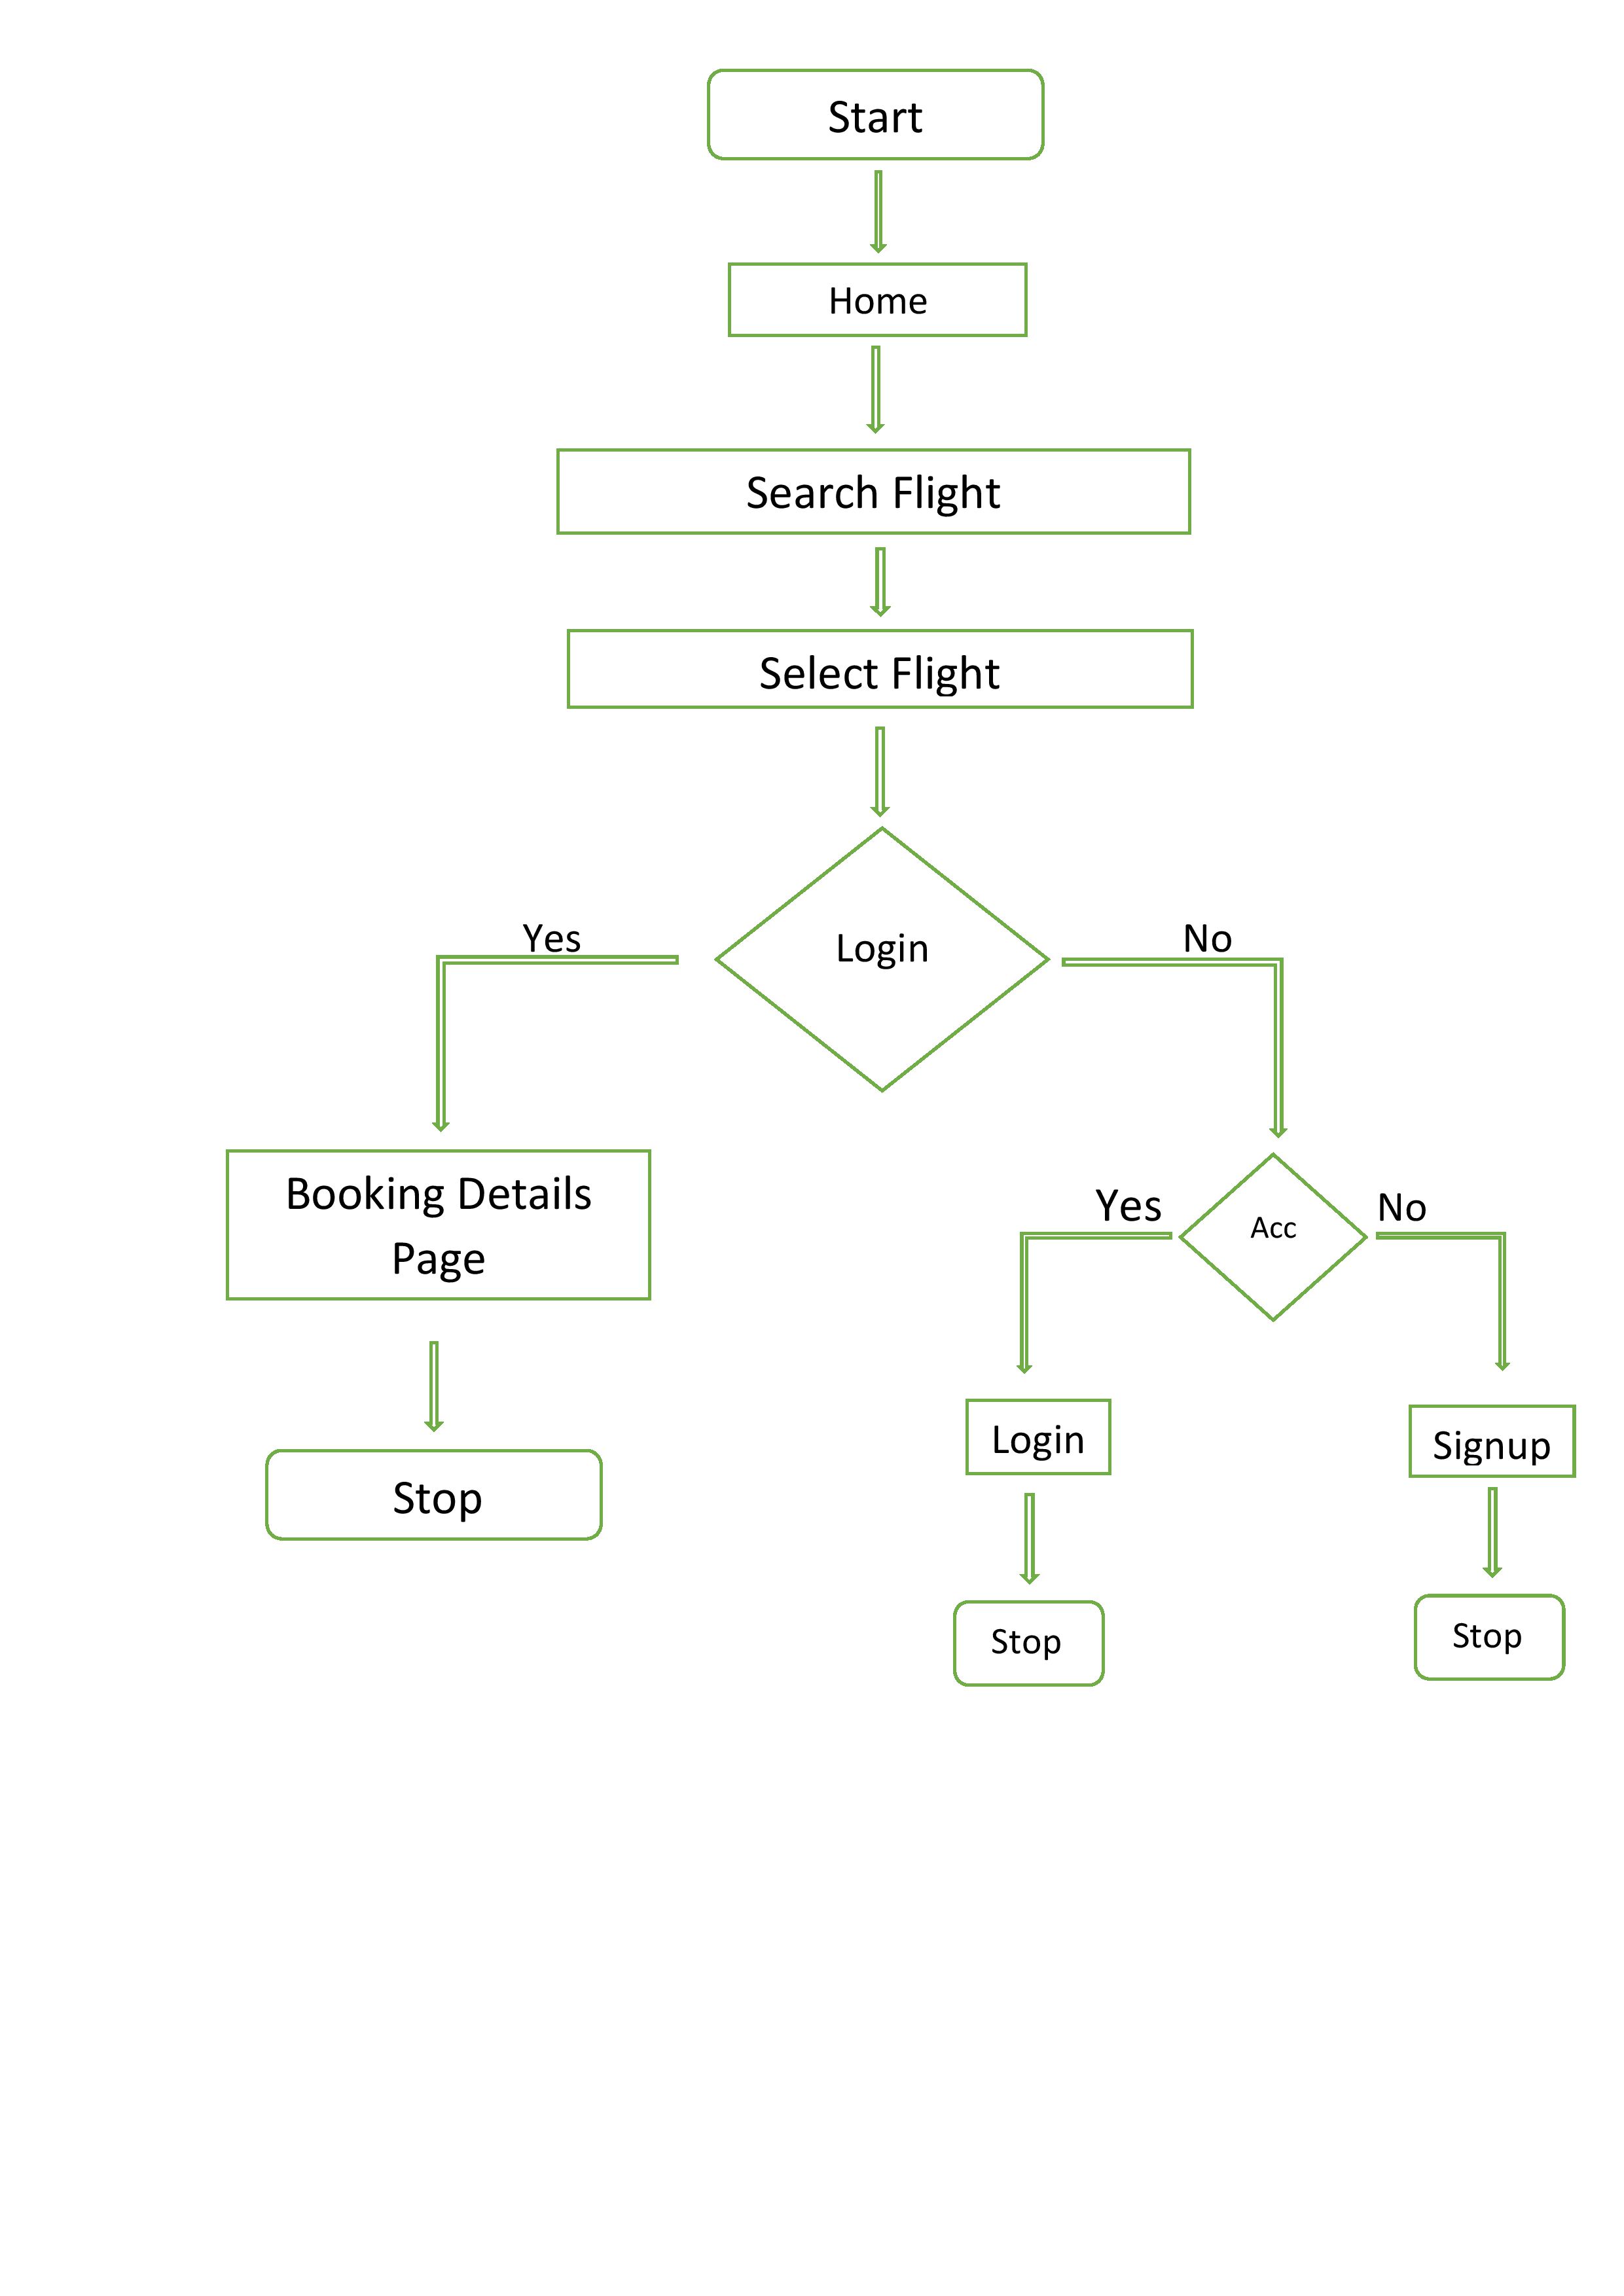 Start
Home
Search Flight
Select Flight
Login
Yes
No
Booking Details
Page
Yes
Acc
No
Login
Signup
Stop
Stop
Stop